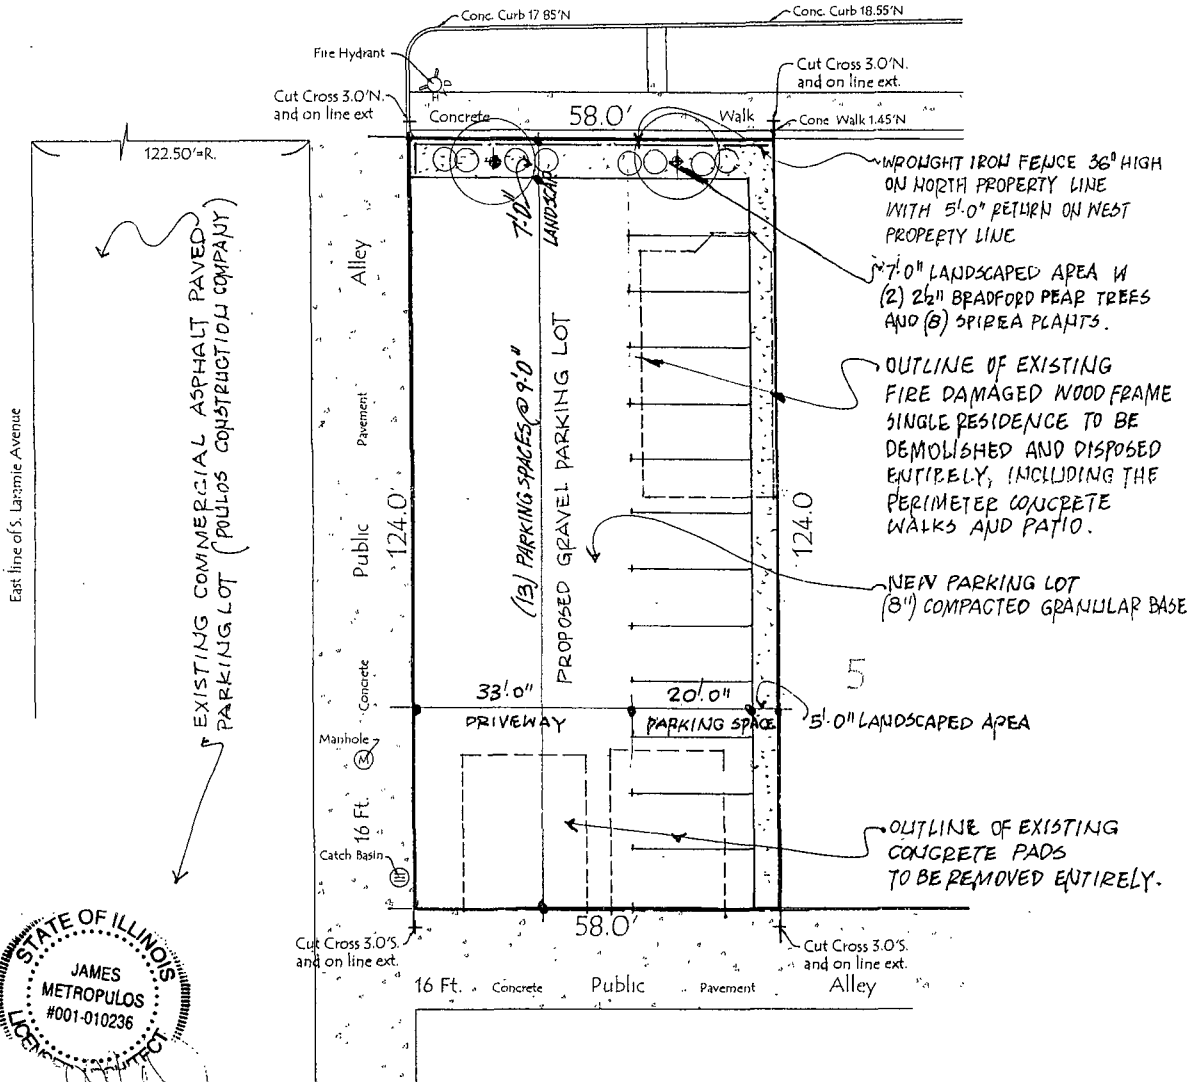 Conc. Curb 17 85'N
Conc. Curb 18.55'N
Fire Hydrant
Cut Cross 3.0'N.
and on line ext.
Cut Cross 3.0'N
and on line ext
Concrete
58.0'
Walk
Conc Walk 1.45'N
122.50'=R.
WROUGHT IRON FENCE 36" HIGH
ON NORTH PROPERTY LINE
WITH 5'-0" RETURN ON WEST
PROPERTY LINE
7'-0"
LANDSCAP.
7'-0" LANDSCAPED AREA W
(2) 2½" BRADFORD PEAR TREES
AND (8) SPIREA PLANTS.
OUTLINE OF EXISTING
FIRE DAMAGED WOOD FRAME
SINGLE RESIDENCE TO BE
DEMOLISHED AND DISPOSED
ENTIRELY, INCLUDING THE
PERIMETER CONCRETE
WALKS AND PATIO.
East line of S. Laramie Avenue
EXISTING COMMERCIAL ASPHALT PAVED
PARKING LOT (POULOS CONSTRUCTION COMPANY)
Alley
Pavement
Public
Concrete
16 Ft.
124.0'
(13) PARKING SPACES @ 9'-0"
PROPOSED GRAVEL PARKING LOT
124.0
NEW PARKING LOT
(8") COMPACTED GRANULAR BASE
5
33'-0"
DRIVEWAY
20'-0"
PARKING SPACE
5'-0" LANDSCAPED AREA
Manhole
M
Catch Basin
OUTLINE OF EXISTING
CONCRETE PADS
TO BE REMOVED ENTIRELY.
58.0'
Cut Cross 3.0'S.
and on line ext.
Cut Cross 3.0'S.
and on line ext.
16 Ft.
Concrete
Public
Pavement
Alley
STATE OF ILLINOIS
JAMES
METROPULOS
#001-010236
LICENSED ARCHITECT